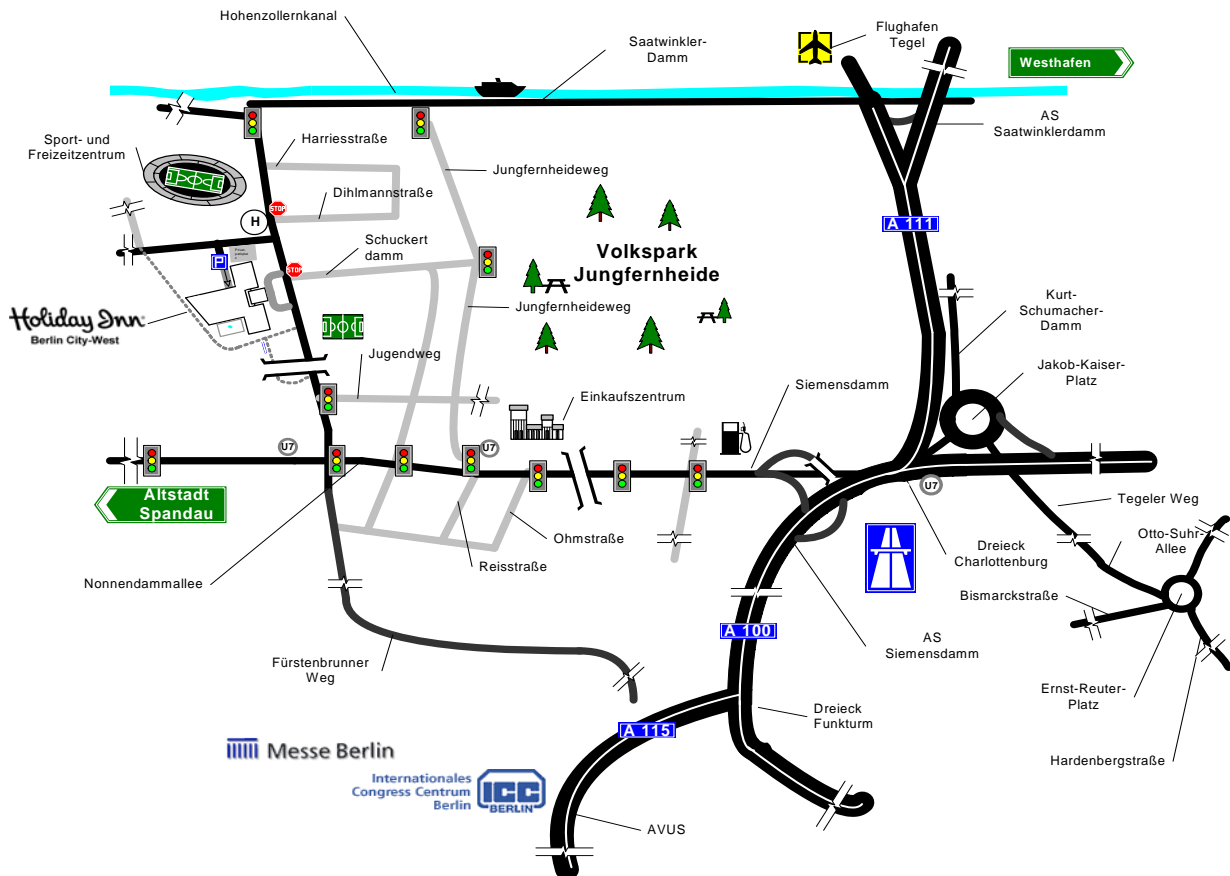 Hohenzollernkanal
Saatwinkler-
Damm
Flughafen
Tegel
Westhafen
AS
Saatwinklerdamm
Sport- und
Freizeitzentrum
Harriesstraße
Jungfernheideweg
Dihlmannstraße
STOP
H
A 111
Schuckert
damm
Volkspark
Jungfernheide
P
STOP
Kurt-
Schumacher-
Damm
Jungfernheideweg
Holiday Inn
Berlin City-West
Jugendweg
Jakob-Kaiser-
Platz
Siemensdamm
Einkaufszentrum
U7
U7
U7
Altstadt
Spandau
Tegeler Weg
Otto-Suhr-
Allee
Ohmstraße
Dreieck
Charlottenburg
Reisstraße
Nonnendammallee
Bismarckstraße
A 100
AS
Siemensdamm
Fürstenbrunner
Weg
Ernst-Reuter-
Platz
Dreieck
Funkturm
A 115
Messe Berlin
Hardenbergstraße
Internationales
Congress Centrum
Berlin
ICC
BERLIN
AVUS